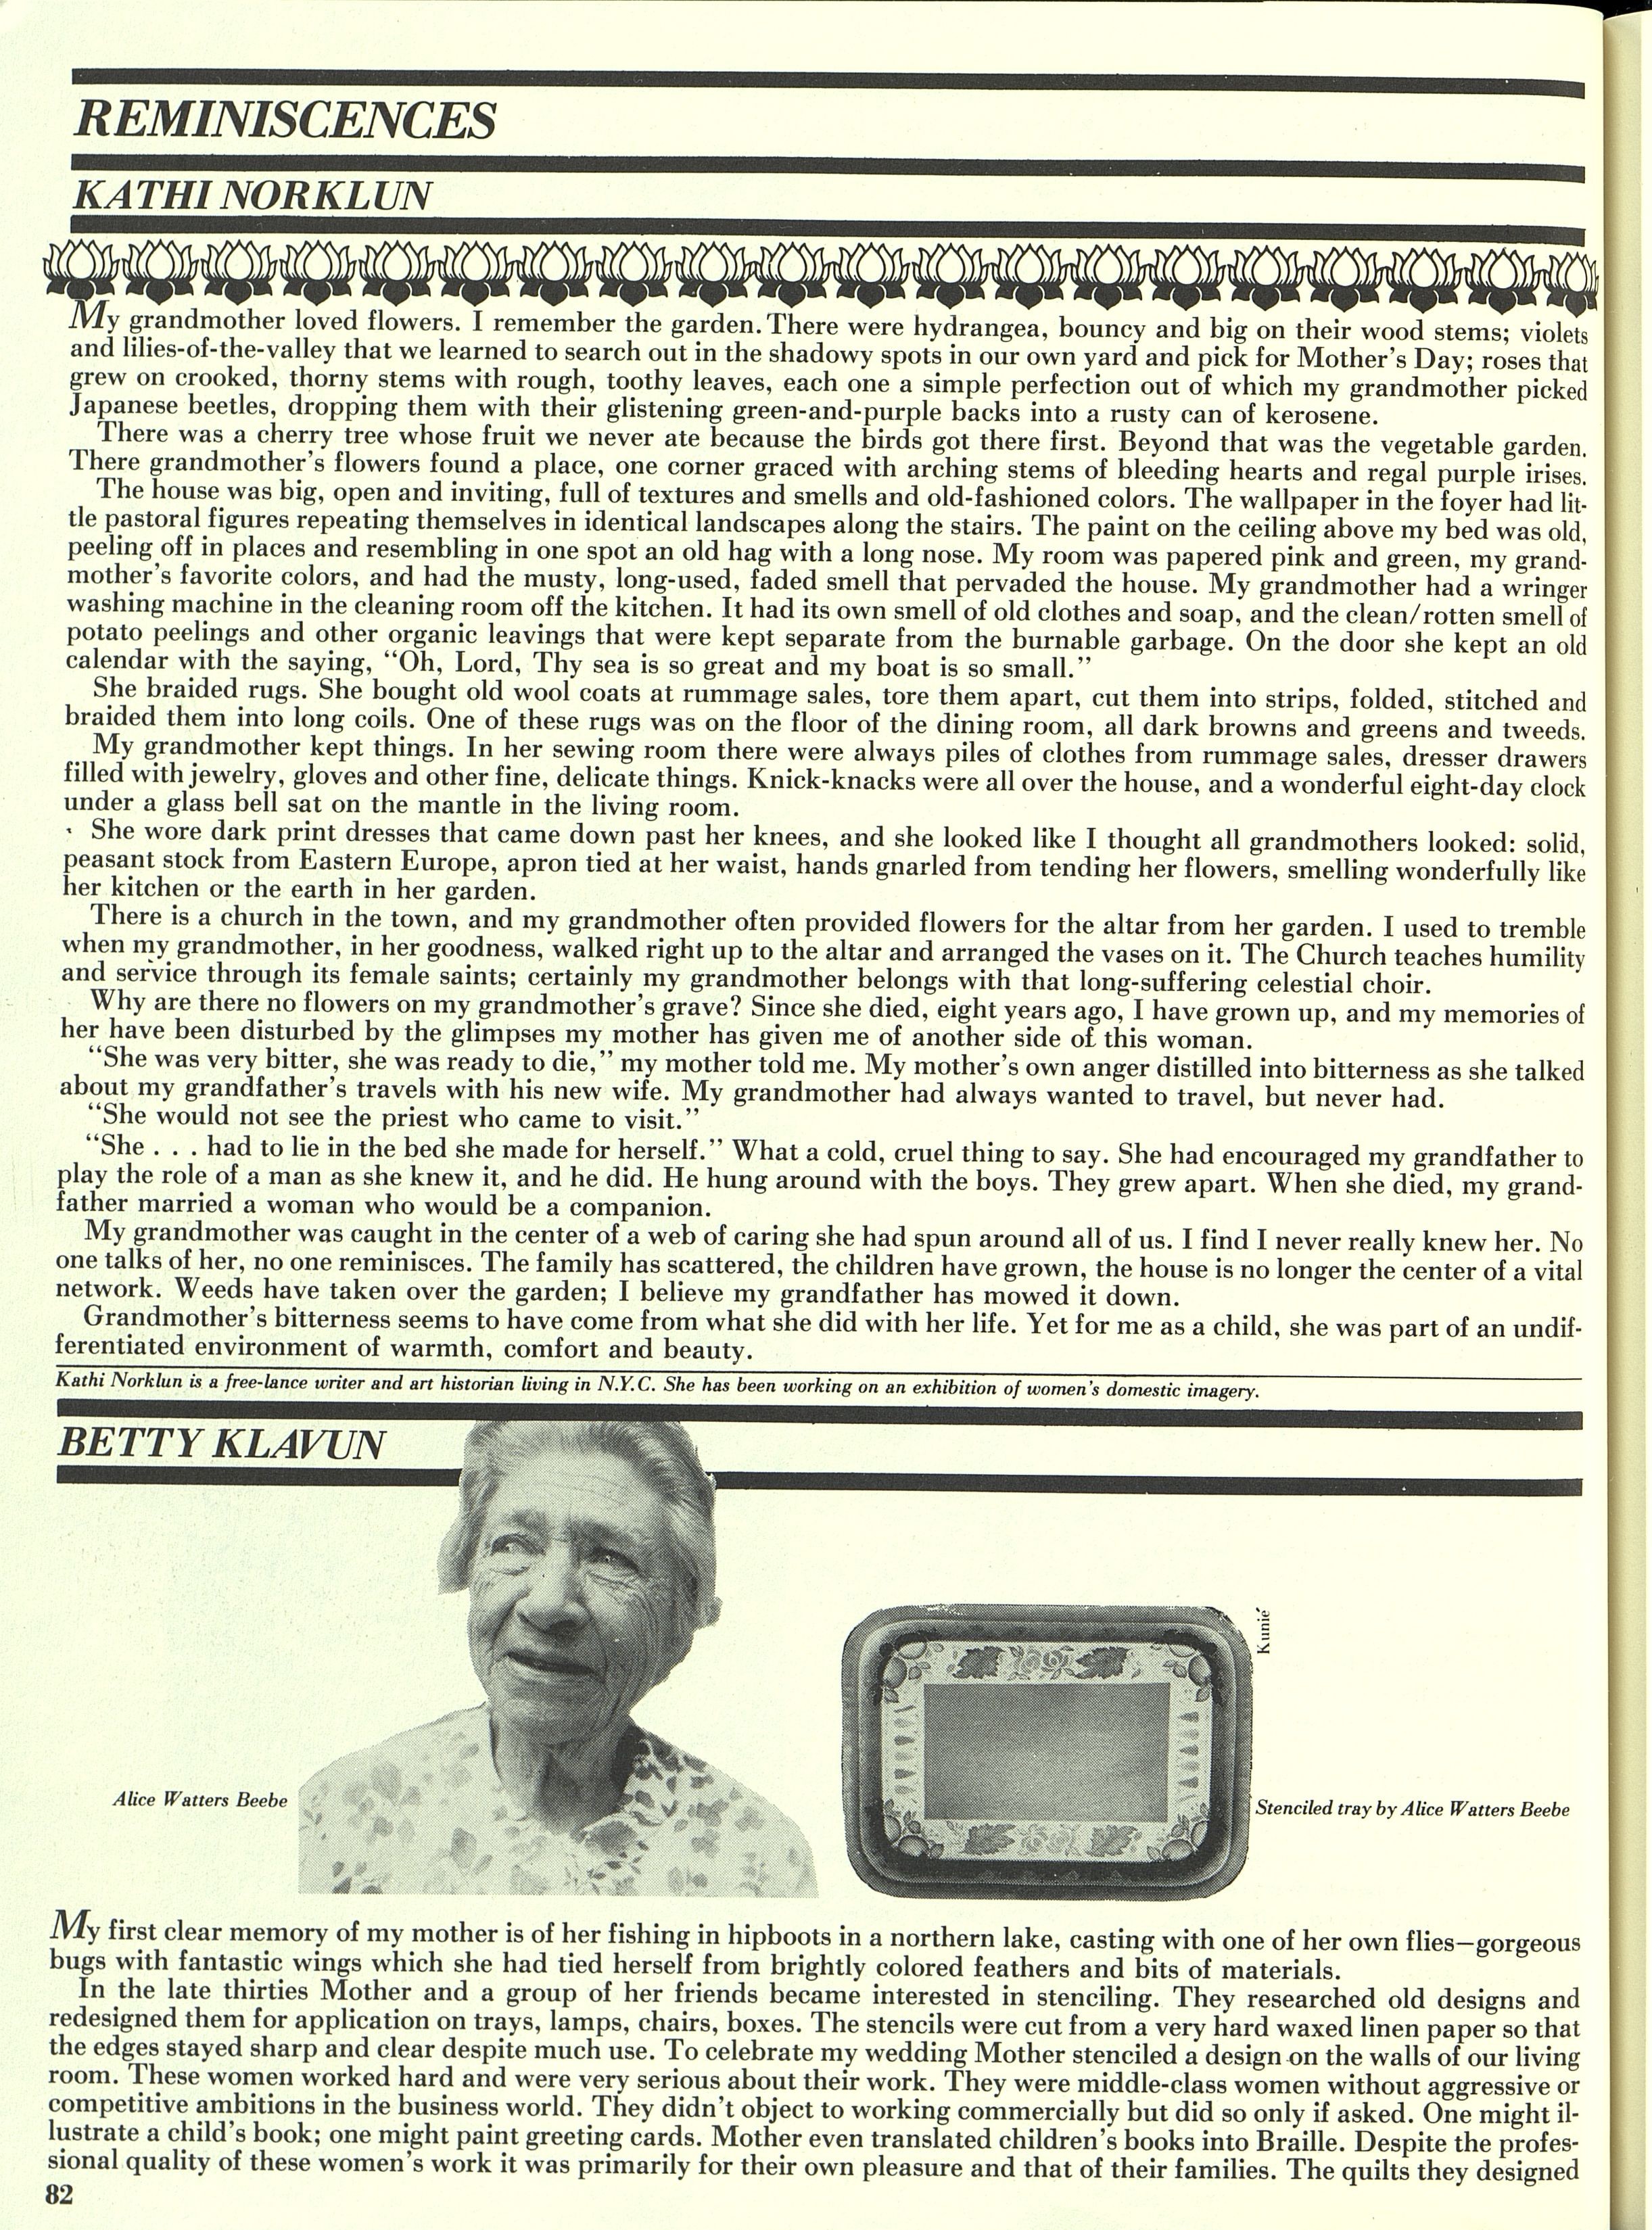 REMINISCENCES
KATHI NORKLUN
My grandmother loved flowers. I remember the garden. There were hydrangea, bouncy and big on their wood stems; violets
and lilies-of-the-valley that we learned to search out in the shadowy spots in our own yard and pick for Mother's Day; roses that
grew on crooked, thorny stems with rough, toothy leaves, each one a simple perfection out of which my grandmother picked
Japanese beetles, dropping them with their glistening green-and-purple backs into a rusty can of kerosene.
There was a cherry tree whose fruit we never ate because the birds got there first. Beyond that was the vegetable garden.
There grandmother's flowers found a place, one corner graced with arching stems of bleeding hearts and regal purple irises.
The house was big, open and inviting, full of textures and smells and old-fashioned colors. The wallpaper in the foyer had lit-
tle pastoral figures repeating themselves in identical landscapes along the stairs. The paint on the ceiling above my bed was old,
peeling off in places and resembling in one spot an old hag with a long nose. My room was papered pink and green, my grand-
mother's favorite colors, and had the musty, long-used, faded smell that pervaded the house. My grandmother had a wringer
washing machine in the cleaning room off the kitchen. It had its own smell of old clothes and soap, and the clean/rotten smell of
potato peelings and other organic leavings that were kept separate from the burnable garbage. On the door she kept an old
calendar with the saying, "Oh, Lord, Thy sea is so great and my boat is so small."
She braided rugs. She bought old wool coats at rummage sales, tore them apart, cut them into strips, folded, stitched and
braided them into long coils. One of these rugs was on the floor of the dining room, all dark browns and greens and tweeds.
My grandmother kept things. In her sewing room there were always piles of clothes from rummage sales, dresser drawers
filled with jewelry, gloves and other fine, delicate things. Knick-knacks were all over the house, and a wonderful eight-day clock
under a glass bell sat on the mantle in the living room.
She wore dark print dresses that came down past her knees, and she looked like I thought all grandmothers looked: solid,
peasant stock from Eastern Europe, apron tied at her waist, hands gnarled from tending her flowers, smelling wonderfully like
her kitchen or the earth in her garden.
There is a church in the town, and my grandmother often provided flowers for the altar from her garden. I used to tremble
when my grandmother, in her goodness, walked right up to the altar and arranged the vases on it. The Church teaches humility
and service through its female saints; certainly my grandmother belongs with that long-suffering celestial choir.
Why are there no flowers on my grandmother's grave? Since she died, eight years ago, I have grown up, and my memories of
her have been disturbed by the glimpses my mother has given me of another side of this woman.
"She was very bitter, she was ready to die," my mother told me. My mother's own anger distilled into bitterness as she talked
about my grandfather's travels with his new wife. My grandmother had always wanted to travel, but never had.
"She would not see the priest who came to visit."
"She . . . had to lie in the bed she made for herself." What a cold, cruel thing to say. She had encouraged my grandfather to
play the role of a man as she knew it, and he did. He hung around with the boys. They grew apart. When she died, my grand-
father married a woman who would be a companion.
My grandmother was caught in the center of a web of caring she had spun around all of us. I find I never really knew her. No
one talks of her, no one reminisces. The family has scattered, the children have grown, the house is no longer the center of a vital
network. Weeds have taken over the garden; I believe my grandfather has mowed it down.
Grandmother's bitterness seems to have come from what she did with her life. Yet for me as a child, she was part of an undif-
ferentiated environment of warmth, comfort and beauty.
Kathi Norklun is a free-lance writer and art historian living in N.Y.C. She has been working on an exhibition of women's domestic imagery.
BETTY KLAVUN
Kunié
Alice Watters Beebe
Stenciled tray by Alice Watters Beebe
My first clear memory of my mother is of her fishing in hipboots in a northern lake, casting with one of her own flies—gorgeous
bugs with fantastic wings which she had tied herself from brightly colored feathers and bits of materials.
In the late thirties Mother and a group of her friends became interested in stenciling. They researched old designs and
redesigned them for application on trays, lamps, chairs, boxes. The stencils were cut from a very hard waxed linen paper so that
the edges stayed sharp and clear despite much use. To celebrate my wedding Mother stenciled a design on the walls of our living
room. These women worked hard and were very serious about their work. They were middle-class women without aggressive or
competitive ambitions in the business world. They didn't object to working commercially but did so only if asked. One might il-
lustrate a child's book; one might paint greeting cards. Mother even translated children's books into Braille. Despite the profes-
sional quality of these women's work it was primarily for their own pleasure and that of their families. The quilts they designed
82